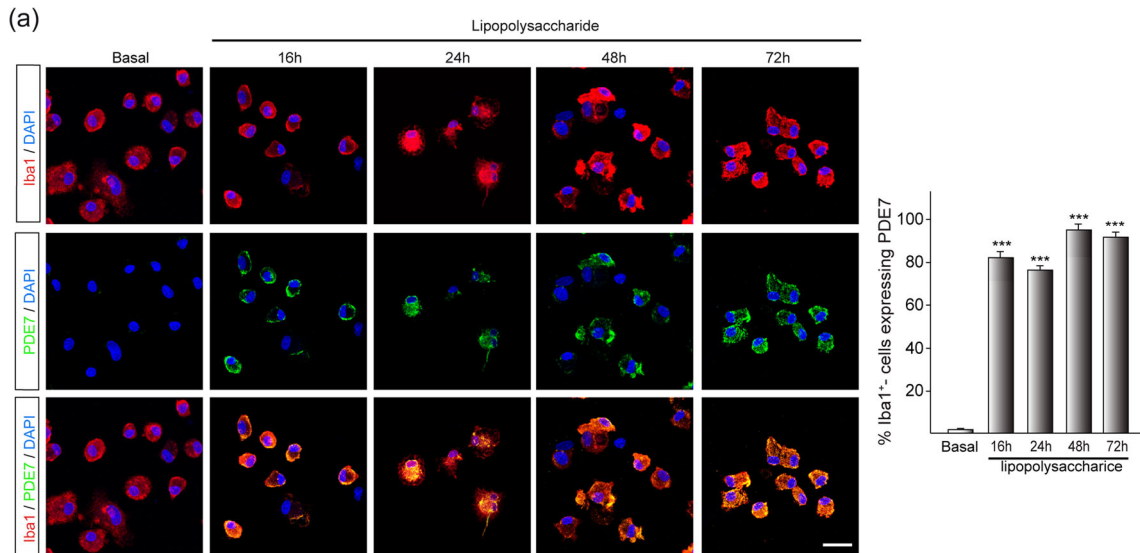 (a)
Lipopolysaccharide
Basal
16h
24h
48h
72h
Iba1 / DAPI
PDE7 / DAPI
Iba1 / PDE7 / DAPI
% Iba1⁺- cells expressing PDE7
100
80
60
40
20
***
***
***
***
Basal
16h
24h
48h
72h
lipopolysaccharice